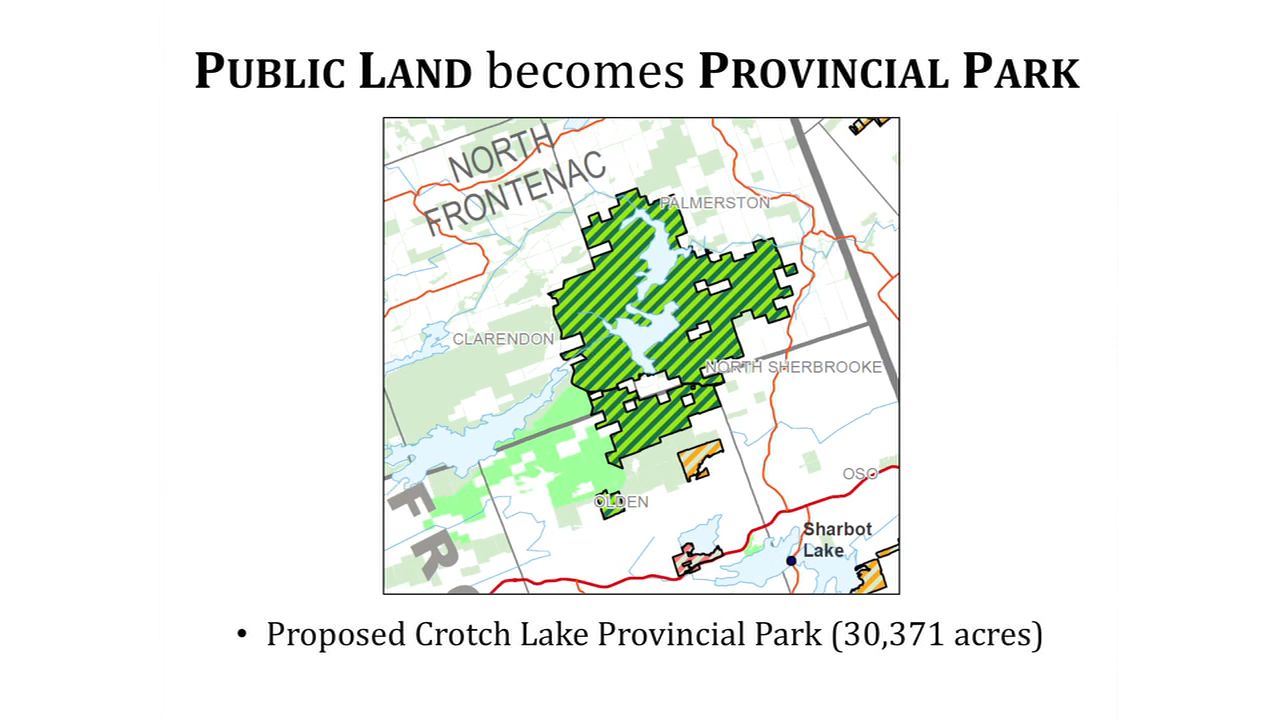 PUBLIC LAND becomes PROVINCIAL PARK
NORTH
FRONTENAC
PALMERSTON
CLARENDON
NORTH SHERBROOKE
OSO
OLDEN
Sharbot
Lake
F R O
• Proposed Crotch Lake Provincial Park (30,371 acres)